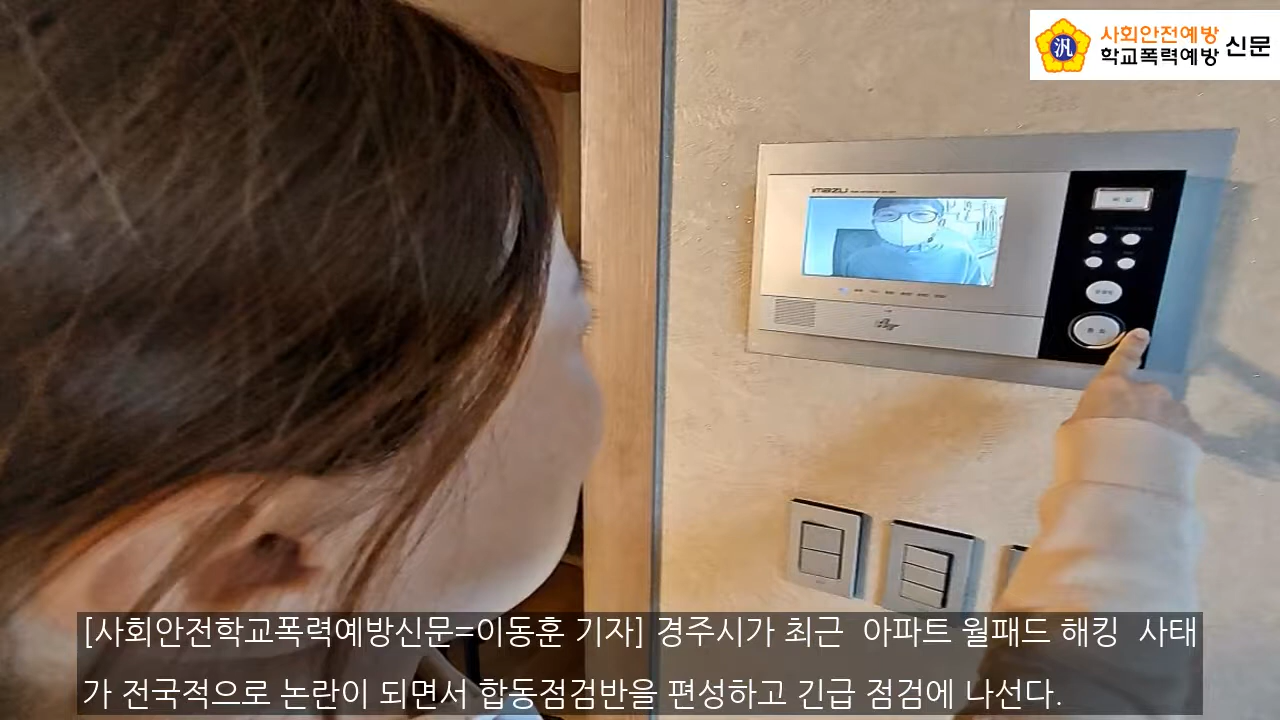 사회안전예방
학교폭력예방 신문
imazu
통화
[사회안전학교폭력예방신문=이동훈 기자] 경주시가 최근 아파트 월패드 해킹 사태
가 전국적으로 논란이 되면서 합동점검반을 편성하고 긴급 점검에 나선다.